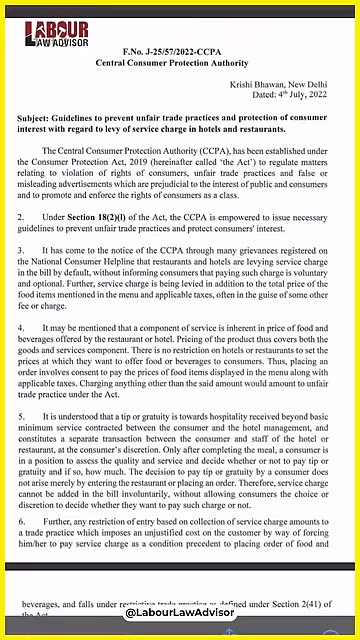 LABOUR
LAW ADVISOR
F.No. J-25/57/2022-CCPA
Central Consumer Protection Authority
Krishi Bhawan, New Delhi
Dated: 4th July, 2022
Subject: Guidelines to prevent unfair trade practices and protection of consumer
interest with regard to levy of service charge in hotels and restaurants.
The Central Consumer Protection Authority (CCPA), has been established under
the Consumer Protection Act, 2019 (hereinafter called 'the Act') to regulate matters
relating to violation of rights of consumers, unfair trade practices and false or
misleading advertisements which are prejudicial to the interest of public and consumers
and to promote and enforce the rights of consumers as a class.
2. Under Section 18(2)(l) of the Act, the CCPA is empowered to issue necessary
guidelines to prevent unfair trade practices and protect consumers' interest.
3. It has come to the notice of the CCPA through many grievances registered on
the National Consumer Helpline that restaurants and hotels are levying service charge
in the bill by default, without informing consumers that paying such charge is voluntary
and optional. Further, service charge is being levied in addition to the total price of the
food items mentioned in the menu and applicable taxes, often in the guise of some other
fee or charge.
4. It may be mentioned that a component of service is inherent in price of food and
beverages offered by the restaurant or hotel. Pricing of the product thus covers both the
goods and services component. There is no restriction on hotels or restaurants to set the
prices at which they want to offer food or beverages to consumers. Thus, placing an
order involves consent to pay the prices of food items displayed in the menu along with
applicable taxes. Charging anything other than the said amount would amount to unfair
trade practice under the Act.
5. It is understood that a tip or gratuity is towards hospitality received beyond basic
minimum service contracted between the consumer and the hotel management, and
constitutes a separate transaction between the consumer and staff of the hotel or
restaurant, at the consumer's discretion. Only after completing the meal, a consumer is
in a position to assess the quality and service and decide whether or not to pay tip or
gratuity and if so, how much. The decision to pay tip or gratuity by a consumer does
not arise merely by entering the restaurant or placing an order. Therefore, service charge
cannot be added in the bill involuntarily, without allowing consumers the choice or
discretion to decide whether they want to pay such charge or not.
6. Further, any restriction of entry based on collection of service charge amounts to
a trade practice which imposes an unjustified cost on the customer by way of forcing
him/her to pay service charge as a condition precedent to placing order of food and
beverages, and falls under restrictive trade practice as defined under Section 2(41) of
the Act.
@LabourLawAdvisor